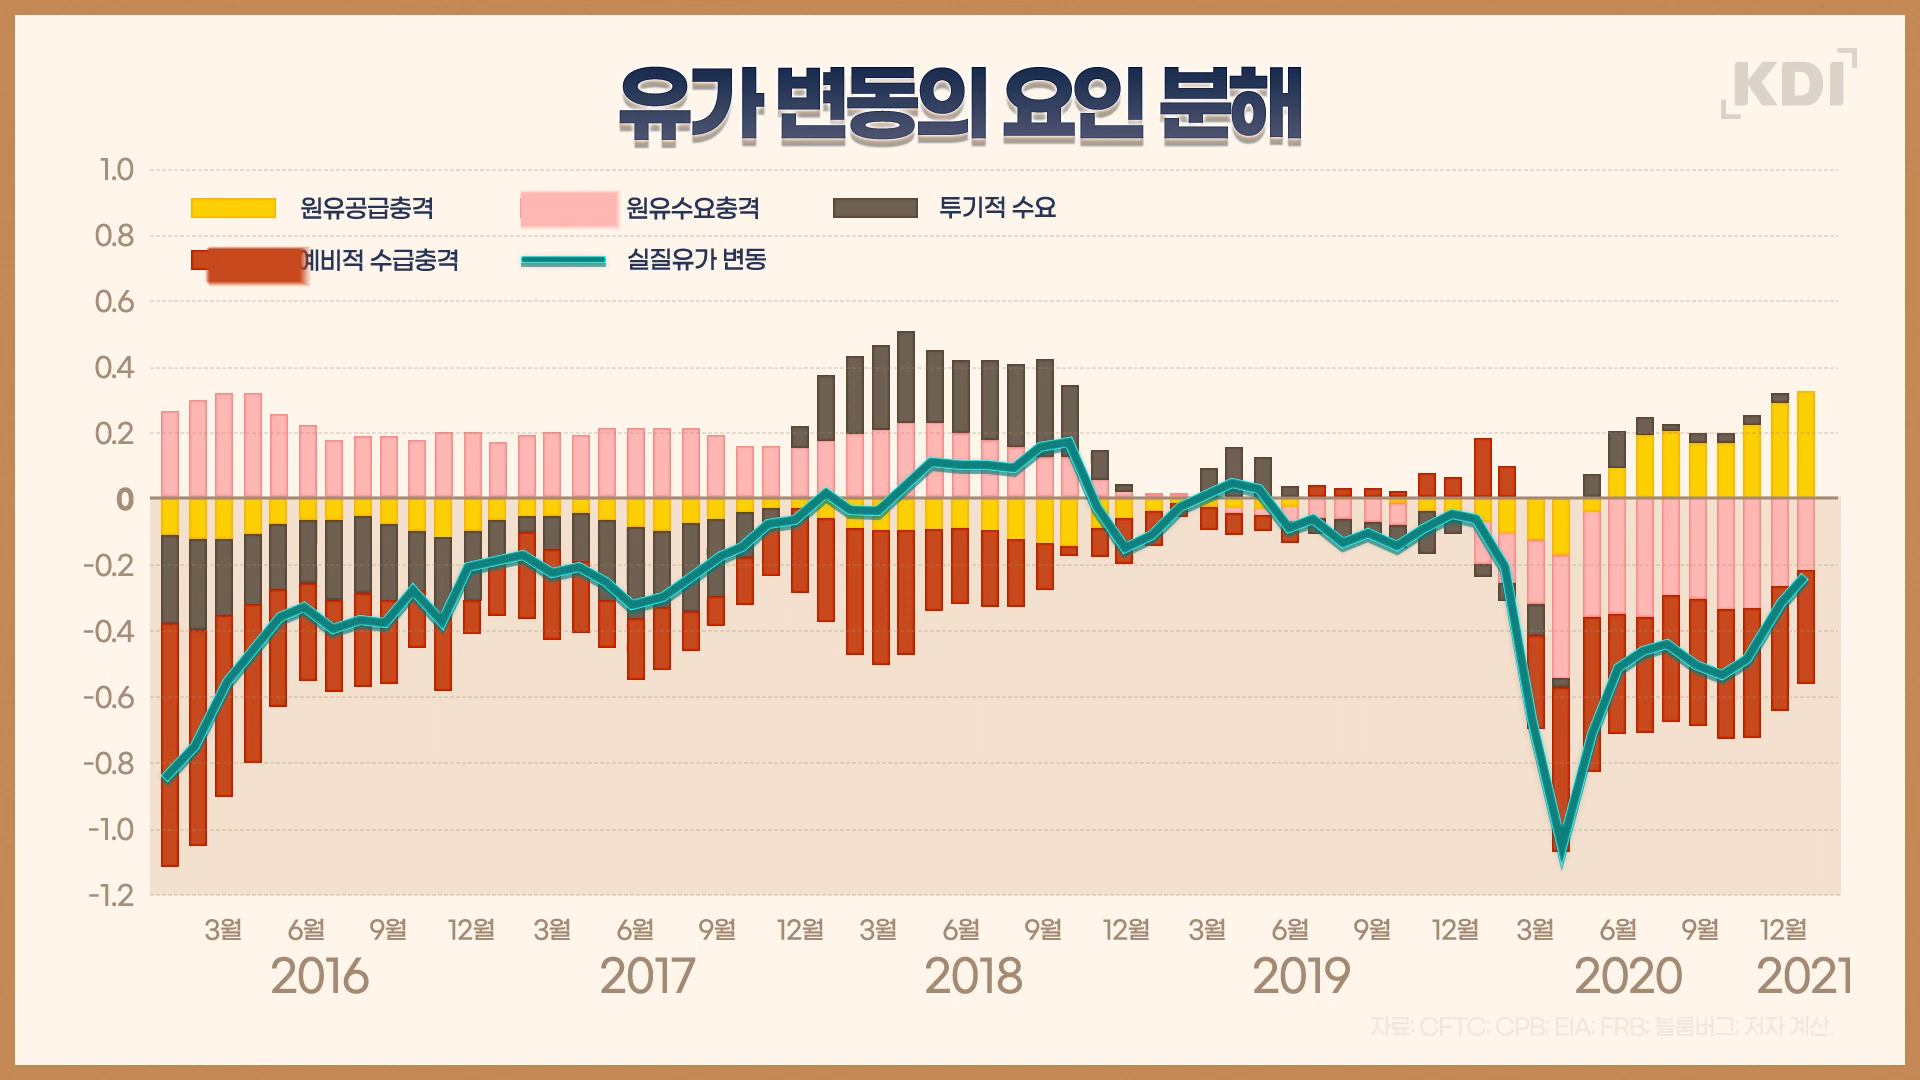 유가 변동의 요인 분해
KDI
1.0
원유공급충격 원유수요충격 투기적 수요
0.8
예비적 수급충격 실질유가 변동
0.6
0.4
0.2
0
-0.2
-0.4
-0.6
-0.8
-1.0
-1.2
3월 6월 9월 12월 3월 6월 9월 12월 3월 6월 9월 12월 3월 6월 9월 12월 3월 6월 9월 12월
2016 2017 2018 2019 2020 2021
자료: CFTC; CPB; EIA; FRB; 블룸버그; 저자 계산.